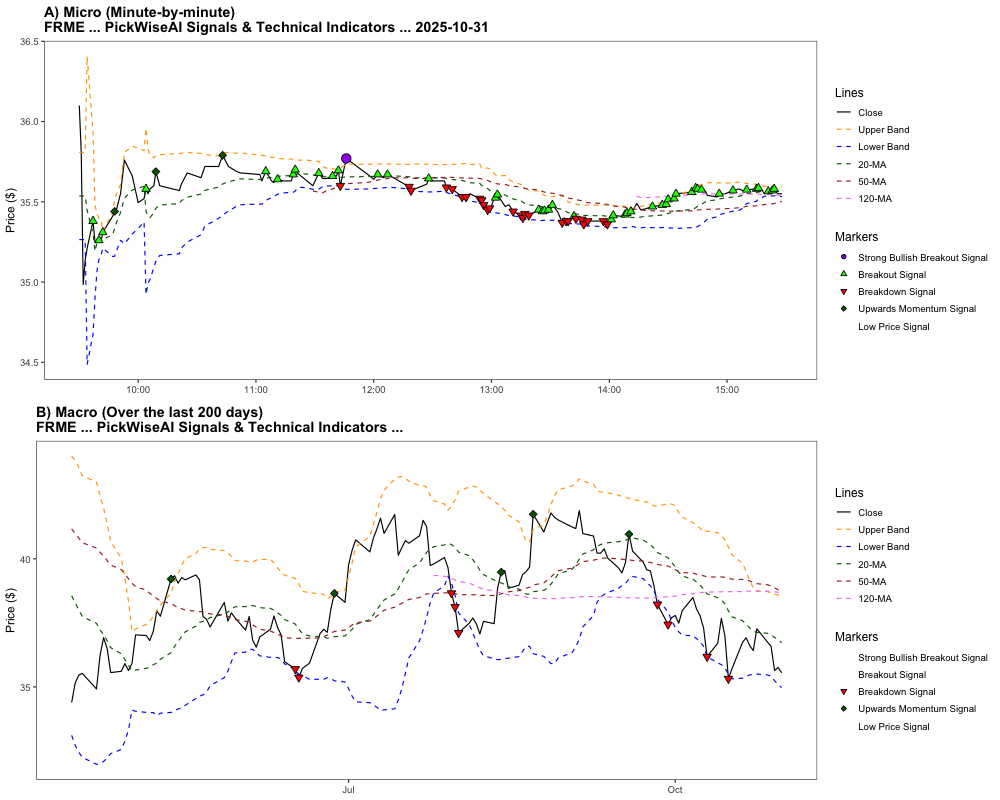 A) Micro (Minute-by-minute)
FRME ... PickWiseAI Signals & Technical Indicators ... 2025-10-31
Price ($)
36.5
36.0
35.5
35.0
34.5
10:00 11:00 12:00 13:00 14:00 15:00
Lines
Close
Upper Band
Lower Band
20-MA
50-MA
120-MA
Markers
Strong Bullish Breakout Signal
Breakout Signal
Breakdown Signal
Upwards Momentum Signal
Low Price Signal
B) Macro (Over the last 200 days)
FRME ... PickWiseAI Signals & Technical Indicators ...
Price ($)
40
35
Jul Oct
Lines
Close
Upper Band
Lower Band
20-MA
50-MA
120-MA
Markers
Strong Bullish Breakout Signal
Breakout Signal
Breakdown Signal
Upwards Momentum Signal
Low Price Signal